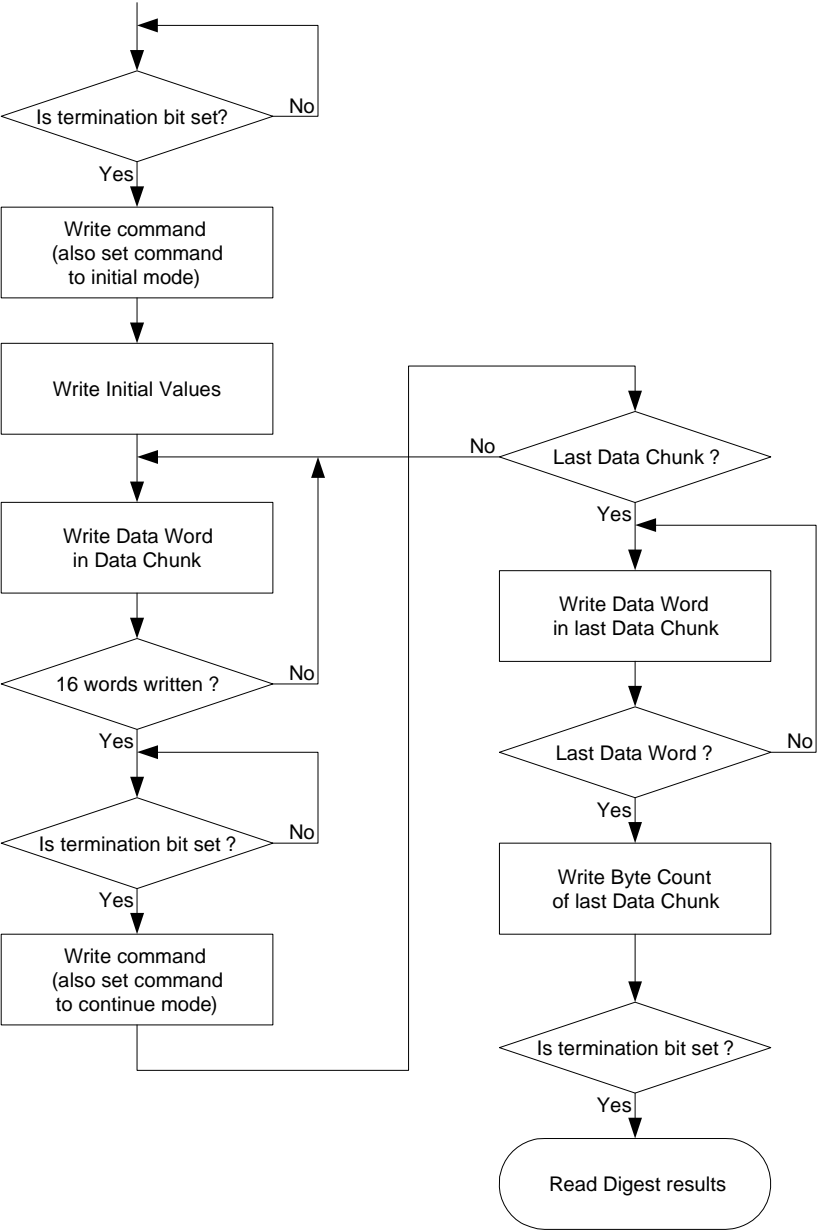 Is termination bit set?
No
Yes
Write command
(also set command
to initial mode)
Write Initial Values
Write Data Word
in Data Chunk
16 words written ?
No
Yes
Is termination bit set ?
No
Yes
Write command
(also set command
to continue mode)
Last Data Chunk ?
No
Yes
Write Data Word
in last Data Chunk
Last Data Word ?
No
Yes
Write Byte Count
of last Data Chunk
Is termination bit set ?
Yes
Read Digest results